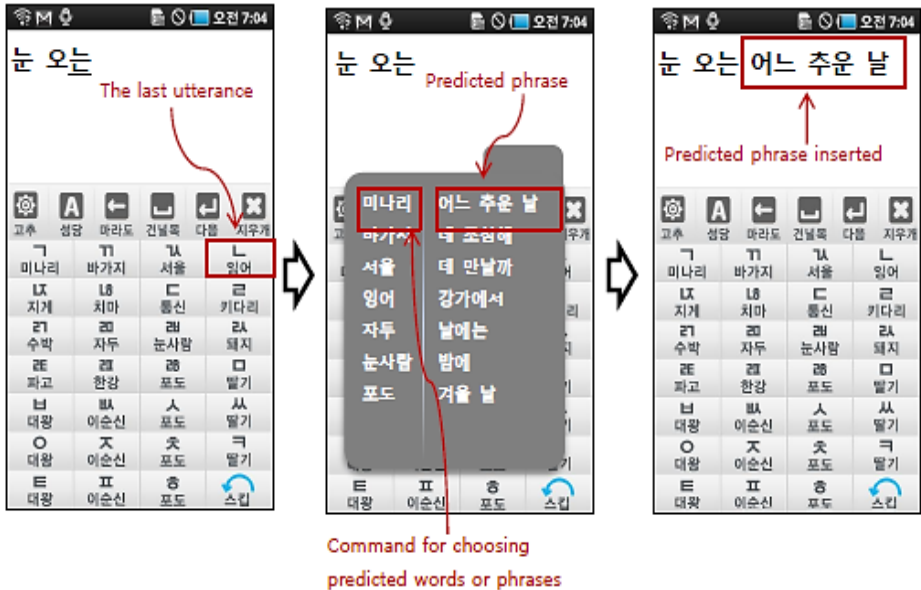 오전 7:04
눈 오는
The last utterance
고추 성당 마라도 건널목 다음 지우개
ㄱ ㄲ ㄳ ㄴ
미나리 바가지 서울 잉어
ㄵ ㄶ ㄷ ㄹ
지게 치마 통신 키다리
ㄺ ㄻ ㄼ ㄽ
수박 자두 눈사람 돼지
ㄾ ㄿ ㅀ ㅁ
파고 한강 포도 딸기
ㅂ ㅄ ㅅ ㅆ
대왕 이순신 포도 딸기
ㅇ ㅈ ㅊ ㅋ
대왕 이순신 포도 딸기
ㅌ ㅍ ㅎ
대왕 이순신 포도 스킵
오전 7:04
눈 오는
Predicted phrase
미나리 어느 추운 날
바가지 데 조심해
서울 데 만날까
잉어 강가에서
자두 날에는
눈사람 밤에
포도 겨울 날
ㅌ ㅍ ㅎ
대왕 이순신 포도 스킵
Command for choosing
predicted words or phrases
오전 7:04
눈 오는 어느 추운 날
Predicted phrase inserted
고추 성당 마라도 건널목 다음 지우개
ㄱ ㄲ ㄳ ㄴ
미나리 바가지 서울 잉어
ㄵ ㄶ ㄷ ㄹ
지게 치마 통신 키다리
ㄺ ㄻ ㄼ ㄽ
수박 자두 눈사람 돼지
ㄾ ㄿ ㅀ ㅁ
파고 한강 포도 딸기
ㅂ ㅄ ㅅ ㅆ
대왕 이순신 포도 딸기
ㅇ ㅈ ㅊ ㅋ
대왕 이순신 포도 딸기
ㅌ ㅍ ㅎ
대왕 이순신 포도 스킵